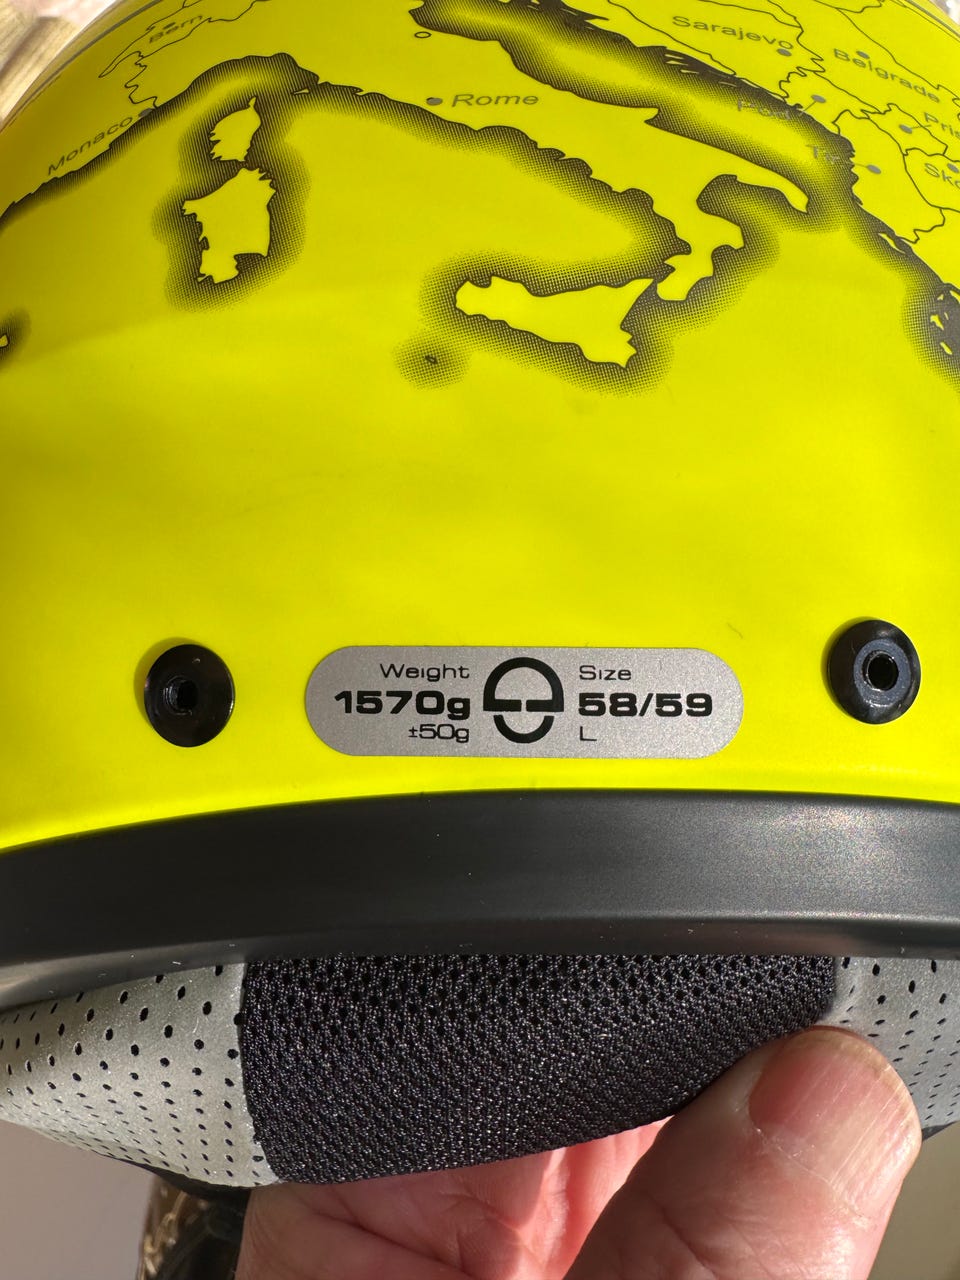 Bern
Sarajevo
Belgrade
Rome
Monaco
Weight
1570g
±50g
Size
58/59
L